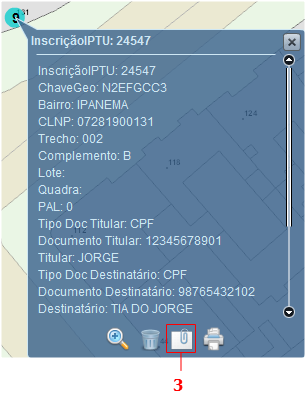 31
InscriçãoIPTU: 24547
InscriçãoIPTU: 24547
ChaveGeo: N2EFGCC3
Bairro: IPANEMA
CLNP: 07281900131
Trecho: 002
Complemento: B
Lote:
Quadra:
PAL: 0
Tipo Doc Titular: CPF
Documento Titular: 12345678901
Titular: JORGE
Tipo Doc Destinatário: CPF
Documento Destinatário: 98765432102
Destinatário: TIA DO JORGE
124
118
112
3